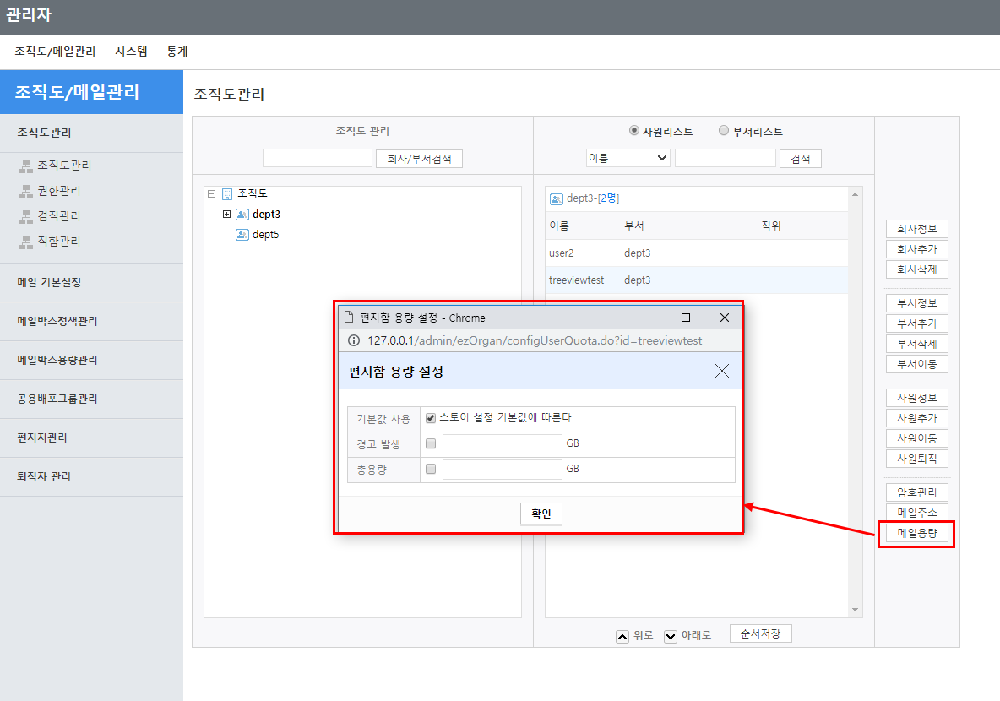 관리자
조직도/메일관리 시스템 통계
조직도/메일관리
조직도관리
조직도관리
권한관리
겸직관리
직함관리
메일 기본설정
메일박스정책관리
메일박스용량관리
공용배포그룹관리
편지지관리
퇴직자 관리
조직도관리
조직도 관리
회사/부서검색
조직도
dept3
dept5
사원리스트 부서리스트
이름 검색
dept3-[2명]
이름 부서 직위
user2 dept3
treeviewtest dept3
편지함 용량 설정 - Chrome
127.0.0.1/admin/ezOrgan/configUserQuota.do?id=treeviewtest
편지함 용량 설정
기본값 사용 스토어 설정 기본값에 따른다.
경고 발생 GB
총용량 GB
확인
위로 아래로 순서저장
회사정보
회사추가
회사삭제
부서정보
부서추가
부서삭제
부서이동
사원정보
사원추가
사원이동
사원퇴직
암호관리
메일주소
메일용량